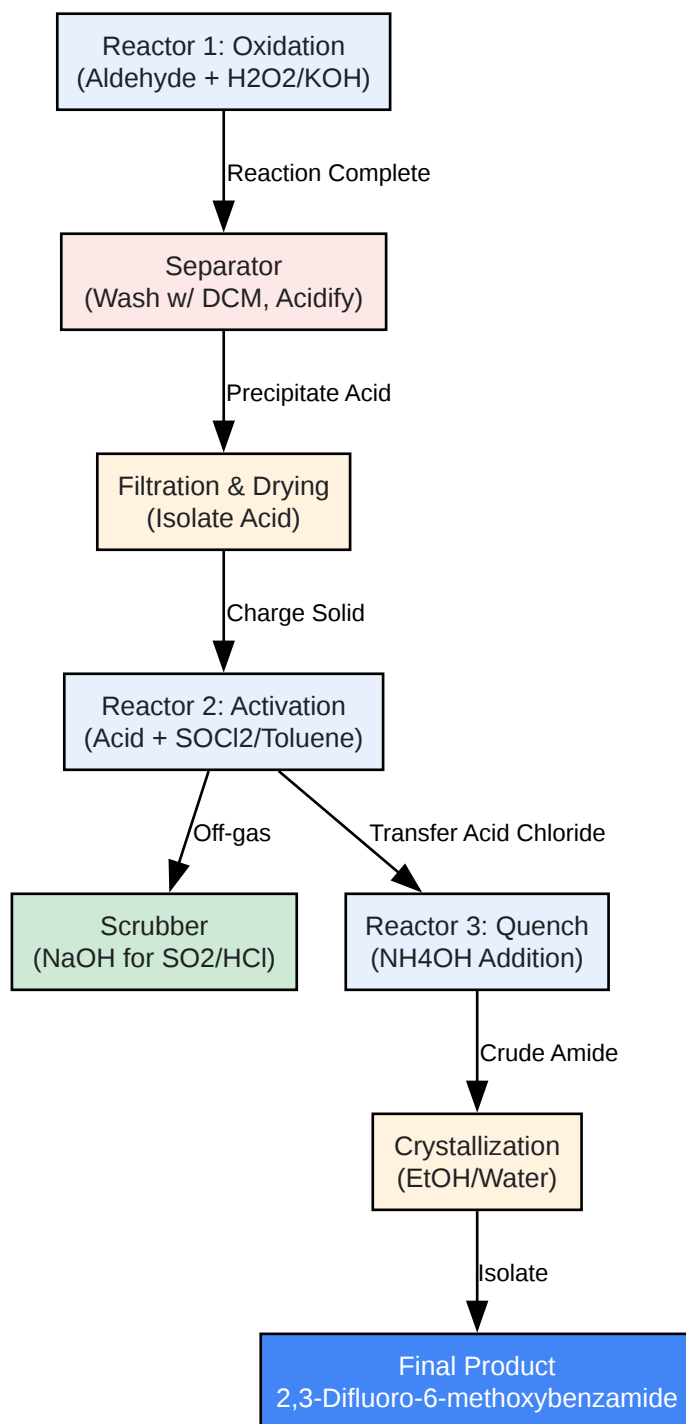 Reactor 1: Oxidation
(Aldehyde + H2O2/KOH)
Reaction Complete
Separator
(Wash w/ DCM, Acidify)
Precipitate Acid
Filtration & Drying
(Isolate Acid)
Charge Solid
Reactor 2: Activation
(Acid + SOCl2/Toluene)
Off-gas
Transfer Acid Chloride
Scrubber
(NaOH for SO2/HCl)
Reactor 3: Quench
(NH4OH Addition)
Crude Amide
Crystallization
(EtOH/Water)
Isolate
Final Product
2,3-Difluoro-6-methoxybenzamide